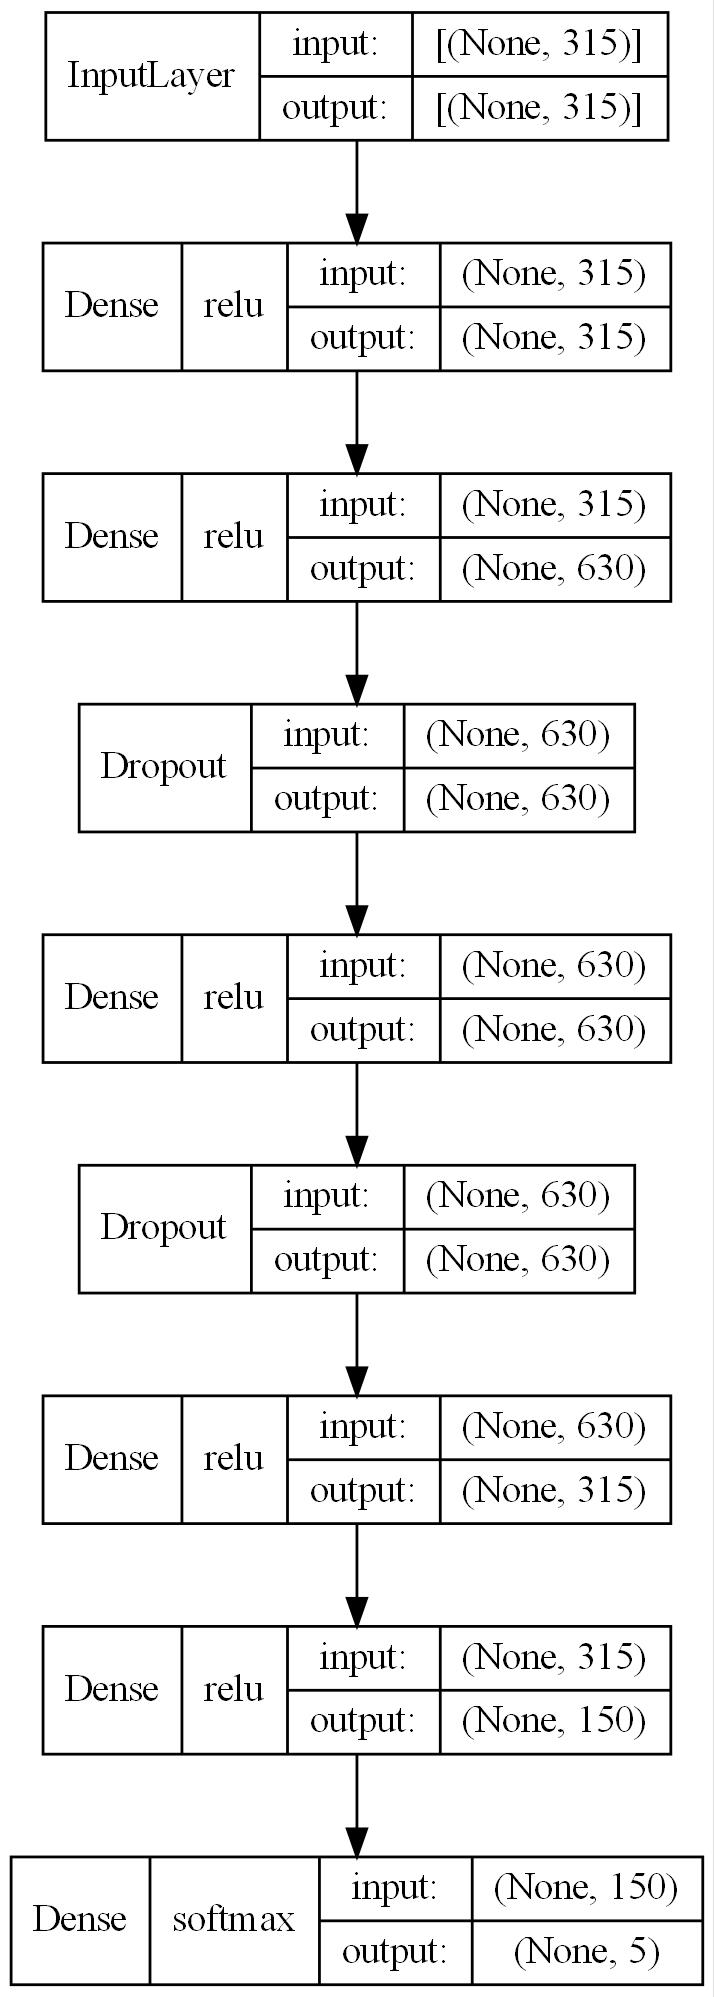 InputLayer input: [(None, 315)]
output: [(None, 315)]
Dense relu input: (None, 315)
output: (None, 315)
Dense relu input: (None, 315)
output: (None, 630)
Dropout input: (None, 630)
output: (None, 630)
Dense relu input: (None, 630)
output: (None, 630)
Dropout input: (None, 630)
output: (None, 630)
Dense relu input: (None, 630)
output: (None, 315)
Dense relu input: (None, 315)
output: (None, 150)
Dense softmax input: (None, 150)
output: (None, 5)